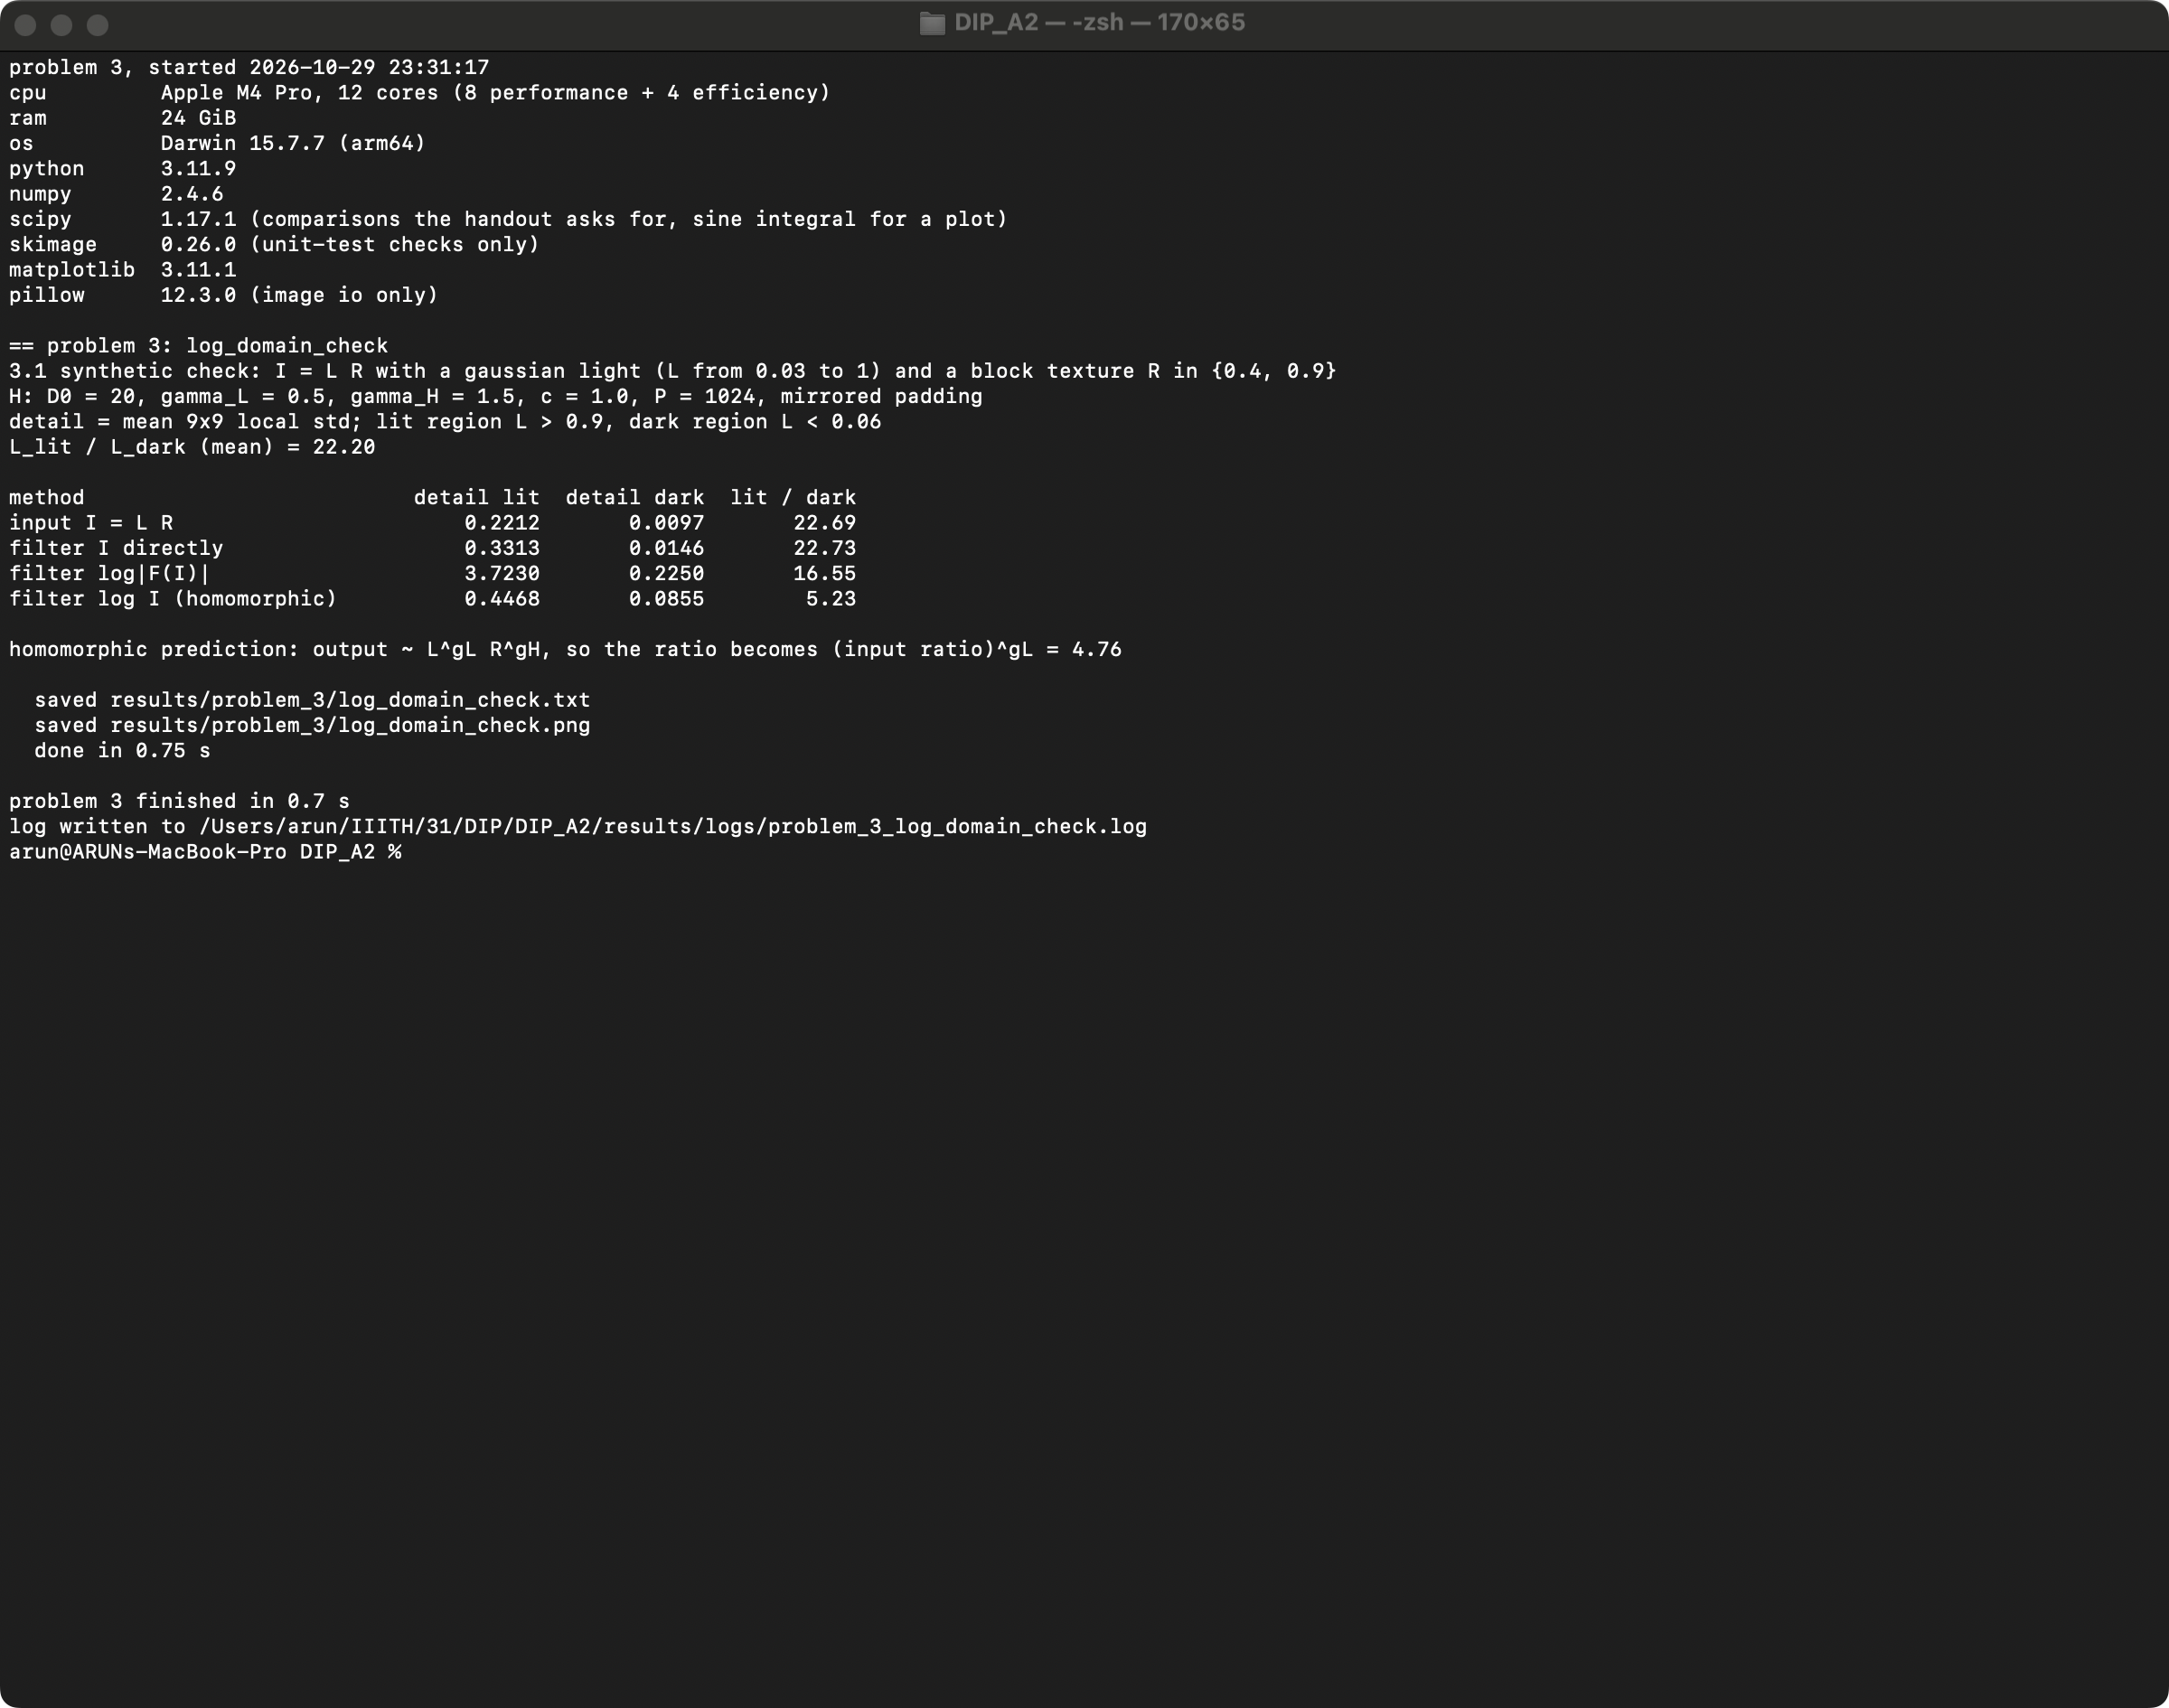 DIP_A2 — -zsh — 170×65
problem 3, started 2026-10-29 23:31:17
cpu         Apple M4 Pro, 12 cores (8 performance + 4 efficiency)
ram         24 GiB
os          Darwin 15.7.7 (arm64)
python      3.11.9
numpy       2.4.6
scipy       1.17.1 (comparisons the handout asks for, sine integral for a plot)
skimage     0.26.0 (unit-test checks only)
matplotlib  3.11.1
pillow      12.3.0 (image io only)

== problem 3: log_domain_check
3.1 synthetic check: I = L R with a gaussian light (L from 0.03 to 1) and a block texture R in {0.4, 0.9}
H: D0 = 20, gamma_L = 0.5, gamma_H = 1.5, c = 1.0, P = 1024, mirrored padding
detail = mean 9x9 local std; lit region L > 0.9, dark region L < 0.06
L_lit / L_dark (mean) = 22.20

method                          detail lit  detail dark  lit / dark
input I = L R                       0.2212       0.0097       22.69
filter I directly                   0.3313       0.0146       22.73
filter log|F(I)|                    3.7230       0.2250       16.55
filter log I (homomorphic)          0.4468       0.0855        5.23

homomorphic prediction: output ~ L^gL R^gH, so the ratio becomes (input ratio)^gL = 4.76

  saved results/problem_3/log_domain_check.txt
  saved results/problem_3/log_domain_check.png
  done in 0.75 s

problem 3 finished in 0.7 s
log written to /Users/arun/IIITH/31/DIP/DIP_A2/results/logs/problem_3_log_domain_check.log
arun@ARUNs-MacBook-Pro DIP_A2 %